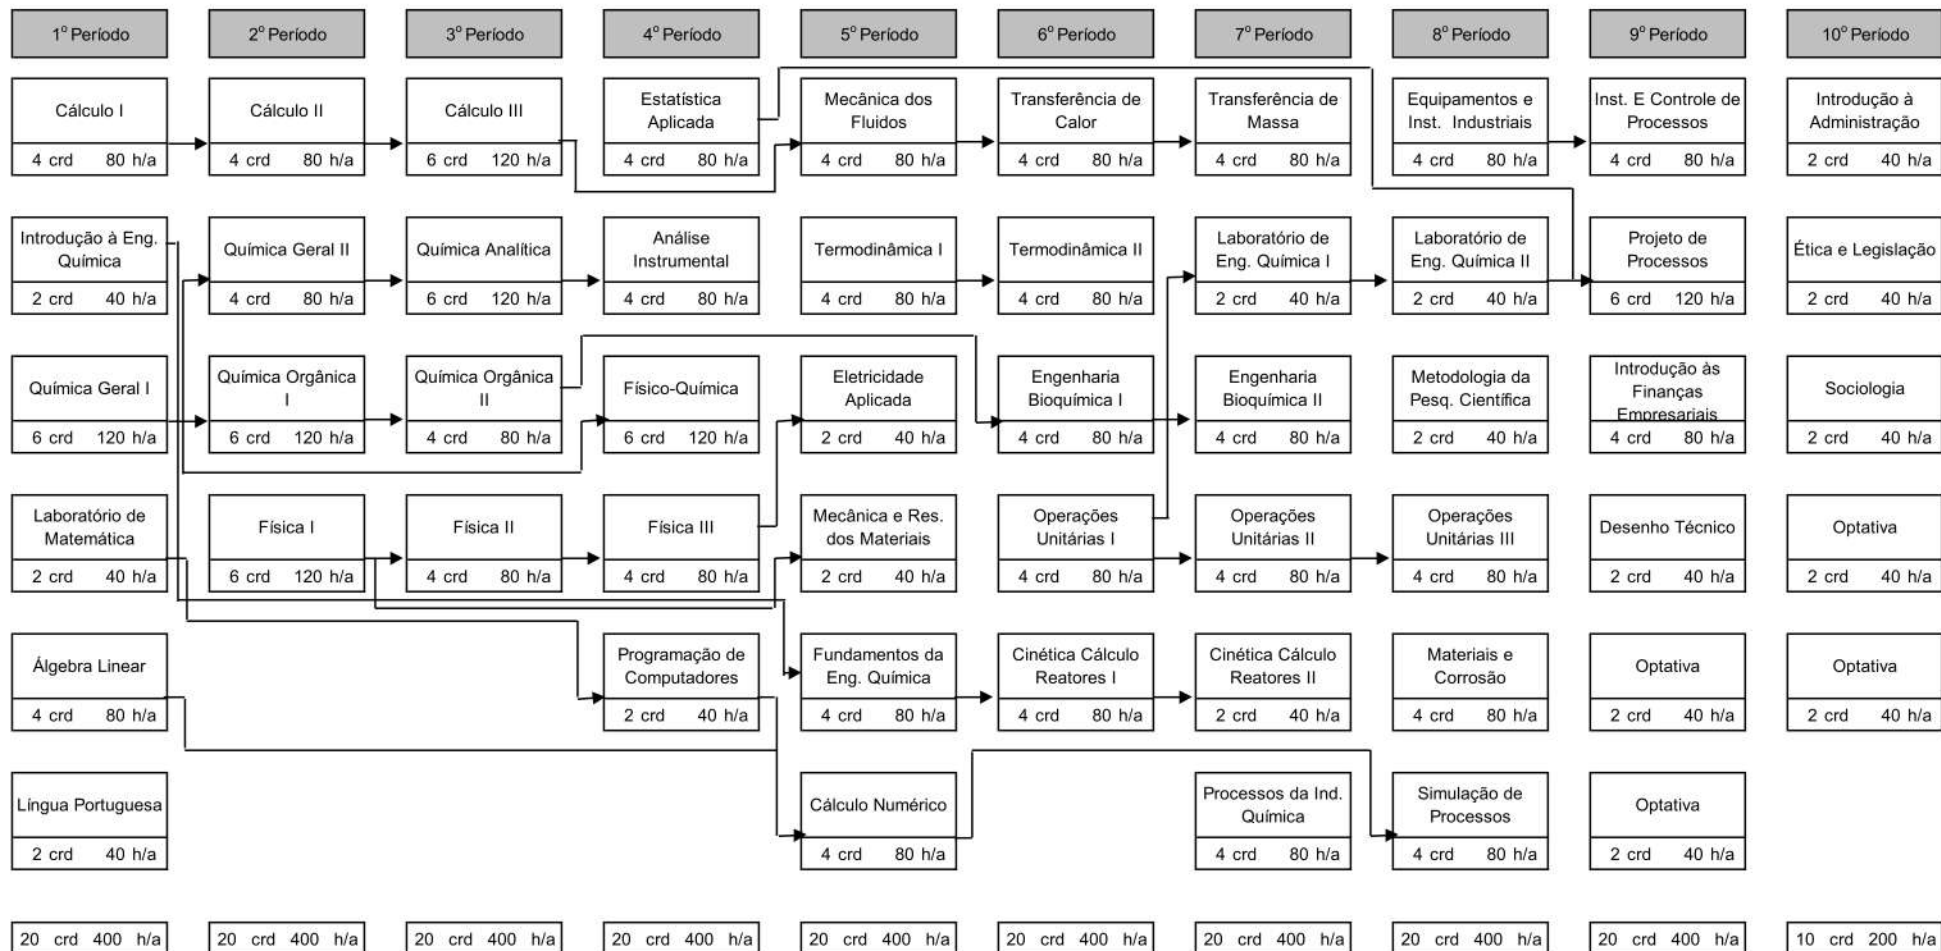 1º Período 2º Período 3º Período 4º Período 5º Período 6º Período 7º Período 8º Período 9º Período 10º Período
Cálculo I
4 crd 80 h/a
Cálculo II
4 crd 80 h/a
Cálculo III
6 crd 120 h/a
Estatística
Aplicada
4 crd 80 h/a
Mecânica dos
Fluidos
4 crd 80 h/a
Transferência de
Calor
4 crd 80 h/a
Transferência de
Massa
4 crd 80 h/a
Equipamentos e
Inst. Industriais
4 crd 80 h/a
Inst. E Controle de
Processos
4 crd 80 h/a
Introdução à
Administração
2 crd 40 h/a
Introdução à Eng.
Química
2 crd 40 h/a
Química Geral II
4 crd 80 h/a
Química Analítica
6 crd 120 h/a
Análise
Instrumental
4 crd 80 h/a
Termodinâmica I
4 crd 80 h/a
Termodinâmica II
4 crd 80 h/a
Laboratório de
Eng. Química I
2 crd 40 h/a
Laboratório de
Eng. Química II
2 crd 40 h/a
Projeto de
Processos
6 crd 120 h/a
Ética e Legislação
2 crd 40 h/a
Química Geral I
6 crd 120 h/a
Química Orgânica
I
6 crd 120 h/a
Química Orgânica
II
4 crd 80 h/a
Físico-Química
6 crd 120 h/a
Eletricidade
Aplicada
2 crd 40 h/a
Engenharia
Bioquímica I
4 crd 80 h/a
Engenharia
Bioquímica II
4 crd 80 h/a
Metodologia da
Pesq. Científica
2 crd 40 h/a
Introdução às
Finanças
Empresariais
4 crd 80 h/a
Sociologia
2 crd 40 h/a
Laboratório de
Matemática
2 crd 40 h/a
Física I
6 crd 120 h/a
Física II
4 crd 80 h/a
Física III
4 crd 80 h/a
Mecânica e Res.
dos Materiais
2 crd 40 h/a
Operações
Unitárias I
4 crd 80 h/a
Operações
Unitárias II
4 crd 80 h/a
Operações
Unitárias III
4 crd 80 h/a
Desenho Técnico
2 crd 40 h/a
Optativa
2 crd 40 h/a
Álgebra Linear
4 crd 80 h/a
Programação de
Computadores
2 crd 40 h/a
Fundamentos da
Eng. Química
4 crd 80 h/a
Cinética Cálculo
Reatores I
4 crd 80 h/a
Cinética Cálculo
Reatores II
2 crd 40 h/a
Materiais e
Corrosão
4 crd 80 h/a
Optativa
2 crd 40 h/a
Optativa
2 crd 40 h/a
Língua Portuguesa
2 crd 40 h/a
Cálculo Numérico
4 crd 80 h/a
Processos da Ind.
Química
4 crd 80 h/a
Simulação de
Processos
4 crd 80 h/a
Optativa
2 crd 40 h/a
20 crd 400 h/a
20 crd 400 h/a
20 crd 400 h/a
20 crd 400 h/a
20 crd 400 h/a
20 crd 400 h/a
20 crd 400 h/a
20 crd 400 h/a
20 crd 400 h/a
10 crd 200 h/a